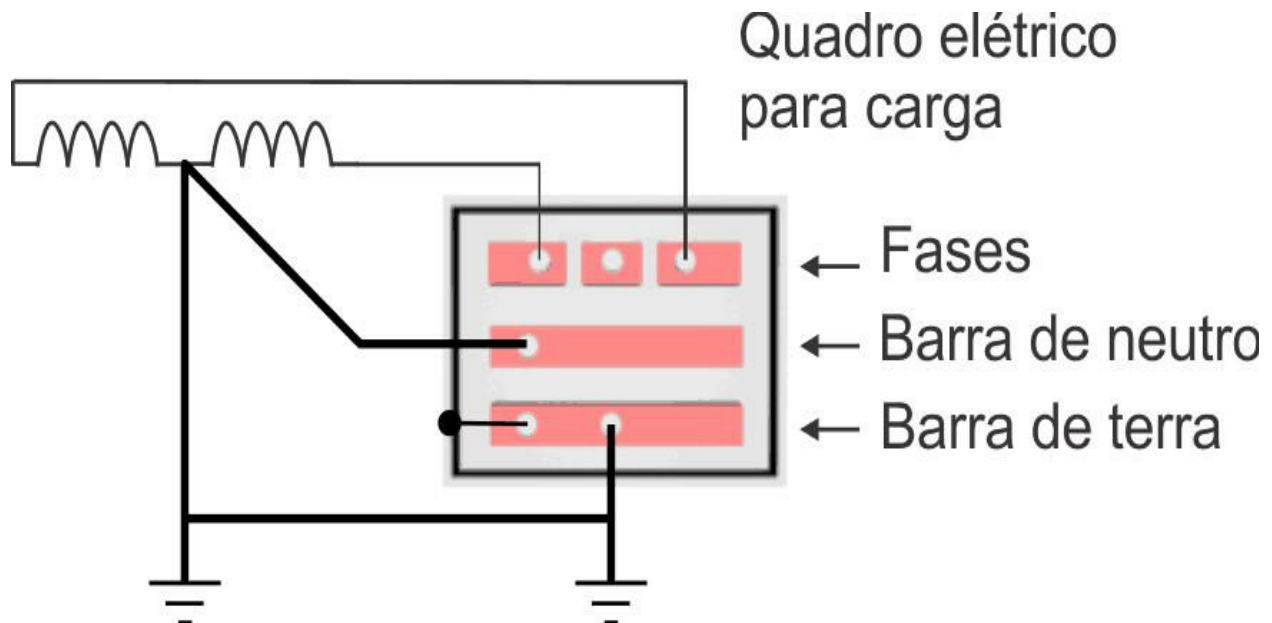 Quadro elétrico
para carga
Fases
Barra de neutro
Barra de terra